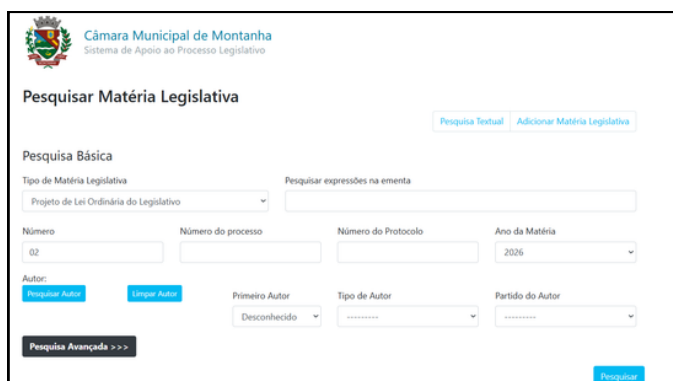 Câmara Municipal de Montanha
Sistema de Apoio ao Processo Legislativo
Pesquisar Matéria Legislativa
Pesquisa Textual Adicionar Matéria Legislativa
Pesquisa Básica
Tipo de Matéria Legislativa Pesquisar expressões na ementa
Projeto de Lei Ordinária do Legislativo
Número Número do processo Número do Protocolo Ano da Matéria
02 2026
Autor:
Pesquisar Autor Limpar Autor
Primeiro Autor Tipo de Autor Partido do Autor
Desconhecido --------- ---------
Pesquisa Avançada >>>
Pesquisar